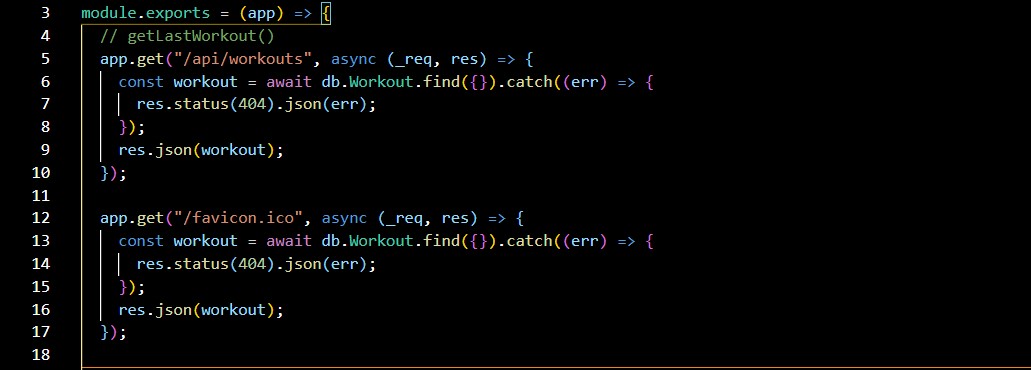 3 module.exports = (app) => {
4 // getLastWorkout()
5 app.get("/api/workouts", async (_req, res) => {
6 const workout = await db.Workout.find({}).catch((err) => {
7 res.status(404).json(err);
8 });
9 res.json(workout);
10 });
11
12 app.get("/favicon.ico", async (_req, res) => {
13 const workout = await db.Workout.find({}).catch((err) => {
14 res.status(404).json(err);
15 });
16 res.json(workout);
17 });
18